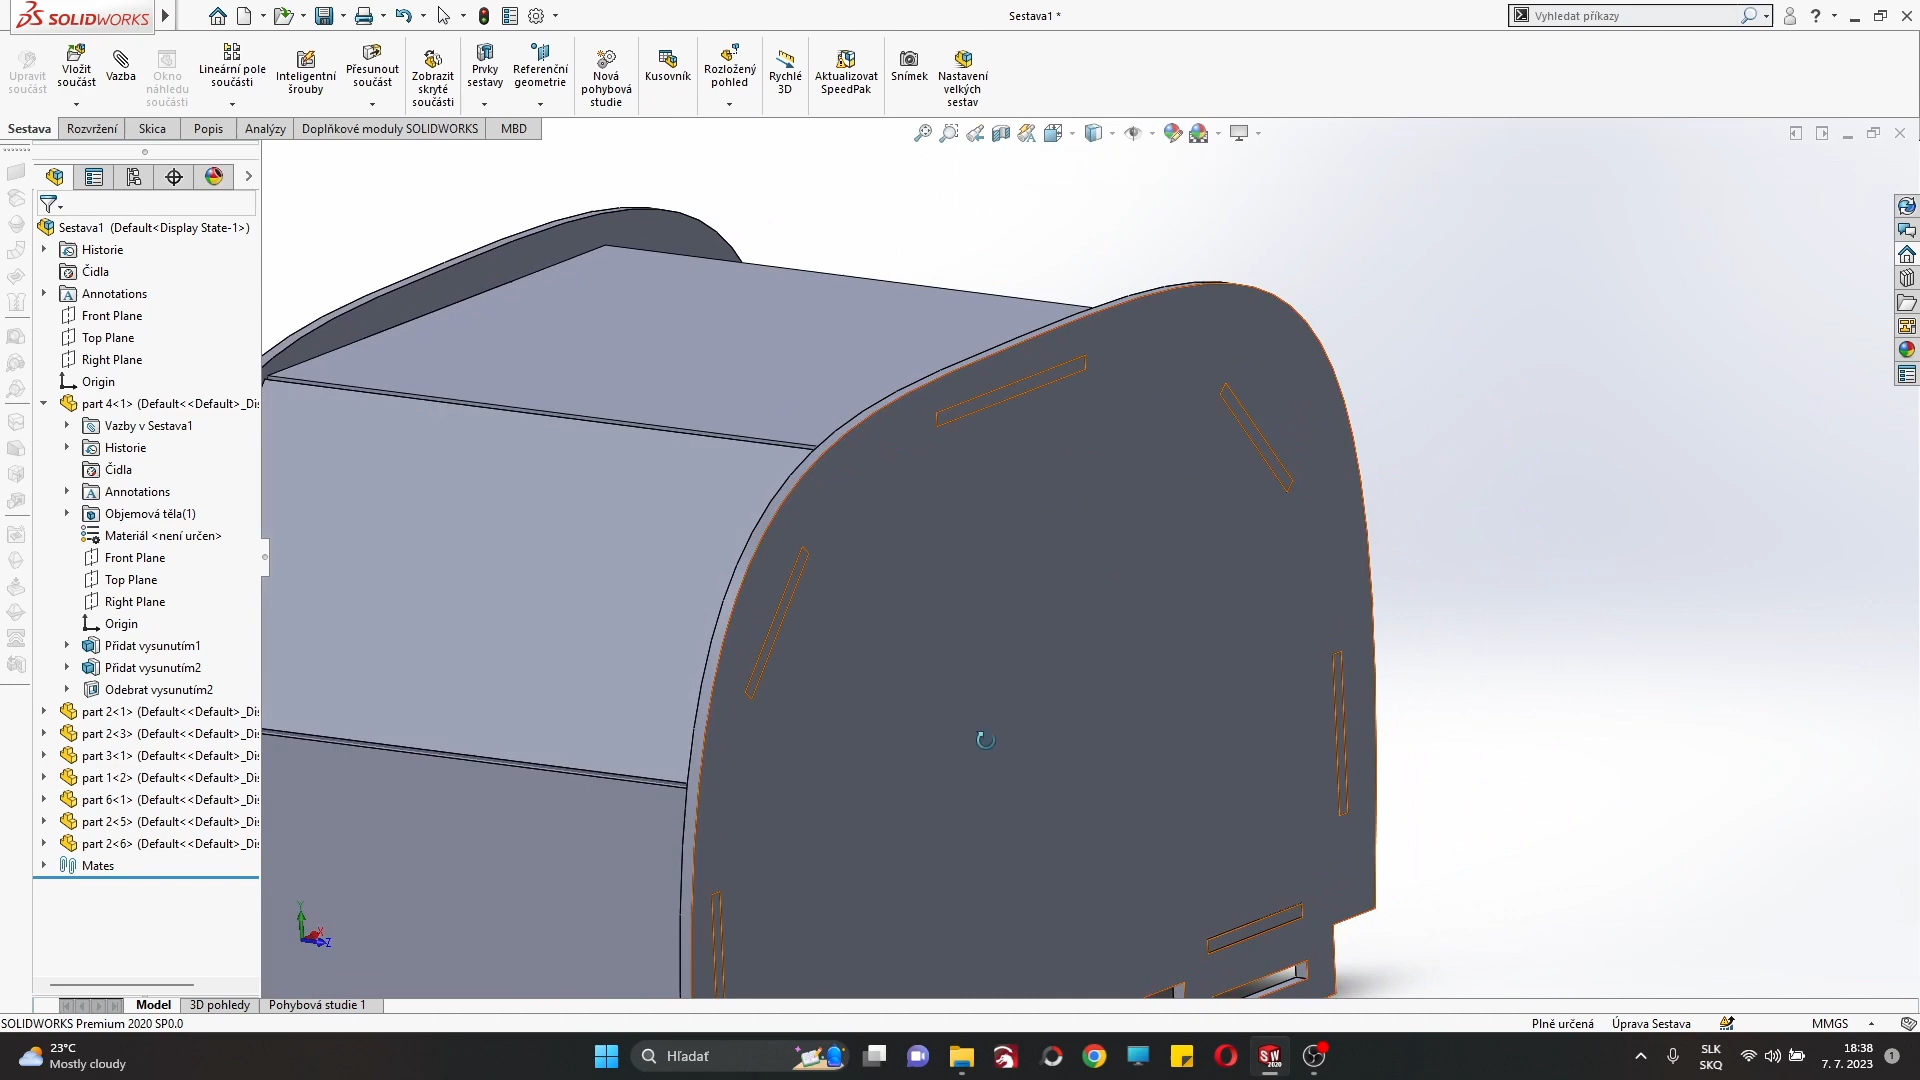 SOLIDWORKS
Sestava1 *
Vyhledat příkazy
Upravit součást
Vložit součást
Vazba
Okno náhledu součásti
Lineární pole součásti
Inteligentní šrouby
Přesunout součást
Zobrazit skryté součásti
Prvky sestavy
Referenční geometrie
Nová pohybová studie
Kusovník
Rozložený pohled
Rychlé 3D
Aktualizovat SpeedPak
Snímek
Nastavení velkých sestav
Sestava
Rozvržení
Skica
Popis
Analýzy
Doplňkové moduly SOLIDWORKS
MBD
Sestava1 (Default<Display State-1>)
Historie
Čidla
Annotations
Front Plane
Top Plane
Right Plane
Origin
part 4<1> (Default<<Default>_Di
Vazby v Sestava1
Historie
Čidla
Annotations
Objemová těla(1)
Materiál <není určen>
Front Plane
Top Plane
Right Plane
Origin
Přidat vysunutím1
Přidat vysunutím2
Odebrat vysunutím2
part 2<1> (Default<<Default>_Di
part 2<3> (Default<<Default>_Di
part 3<1> (Default<<Default>_Di
part 1<2> (Default<<Default>_Di
part 6<1> (Default<<Default>_Di
part 2<5> (Default<<Default>_Di
part 2<6> (Default<<Default>_Di
Mates
Y
X
Z
Model
3D pohledy
Pohybová studie 1
SOLIDWORKS Premium 2020 SP0.0
Plně určená
Úprava Sestava
MMGS
23°C
Mostly cloudy
Hľadať
SW
2020
SLK
SKQ
18:38
7. 7. 2023
1